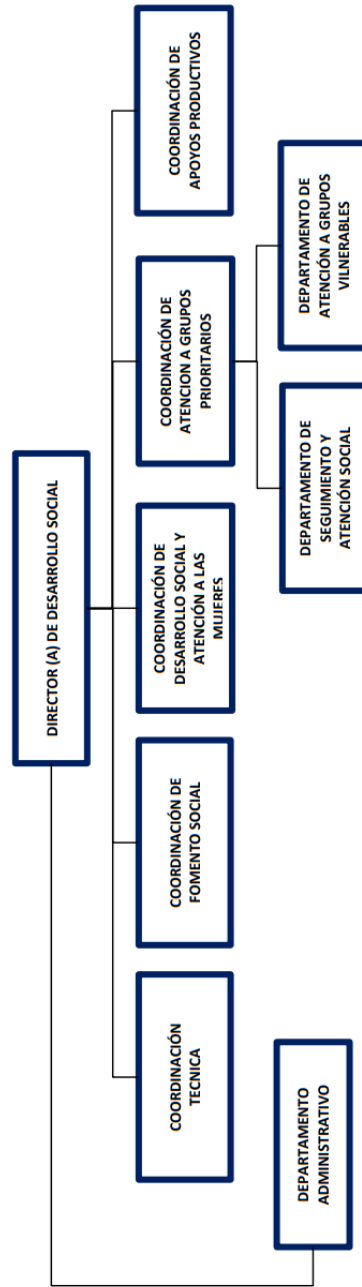 DIRECTOR (A) DE DESARROLLO SOCIAL
COORDINACIÓN
TECNICA
COORDINACIÓN DE
FOMENTO SOCIAL
COORDINACIÓN DE
DESARROLLO SOCIAL Y
ATENCIÓN A LAS
MUJERES
COORDINACIÓN DE
ATENCION A GRUPOS
PRIORITARIOS
COORDINACIÓN DE
APOYOS PRODUCTIVOS
DEPARTAMENTO
ADMINISTRATIVO
DEPARTAMENTO DE
SEGUIMIENTO Y
ATENCIÓN SOCIAL
DEPARTAMENTO DE
ATENCIÓN A GRUPOS
VILNERABLES